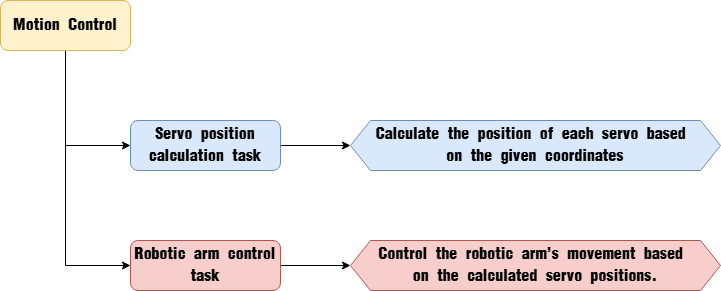 Motion Control
Servo position
calculation task
Calculate the position of each servo based
on the given coordinates
Robotic arm control
task
Control the robotic arm's movement based
on the calculated servo positions.